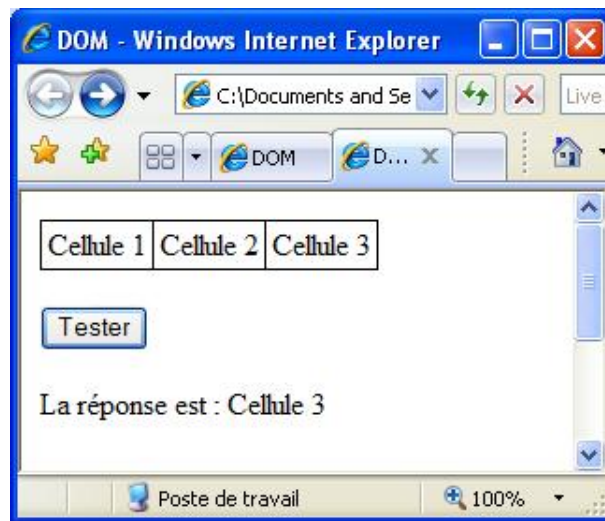 DOM - Windows Internet Explorer
C:\Documents and Se
Live
DOM
D...
Cellule 1 Cellule 2 Cellule 3
Tester
La réponse est : Cellule 3
Poste de travail 100%